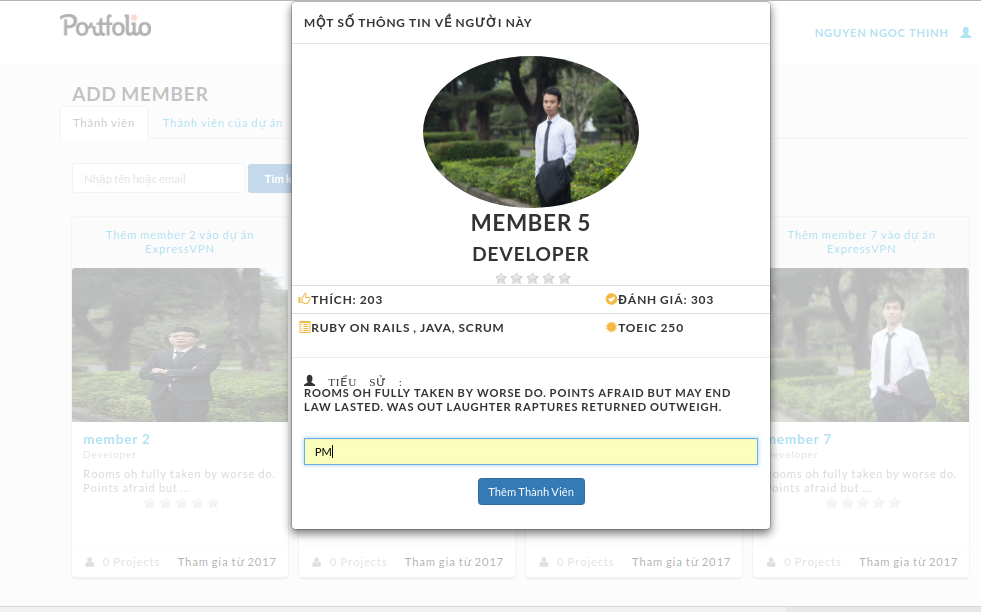 Portfolio
NGUYEN NGOC THINH
ADD MEMBER
Thành viên
Thành viên của dự án
Nhập tên hoặc email
Tìm k
Thêm member 2 vào dự án
ExpressVPN
member 2
Developer
Rooms oh fully taken by worse do.
Points afraid but ...
0 Projects
Tham gia từ 2017
0 Projects
Tham gia từ 2017
0 Projects
Tham gia từ 2017
Thêm member 7 vào dự án
ExpressVPN
member 7
Developer
Rooms oh fully taken by worse do.
Points afraid but ...
0 Projects
Tham gia từ 2017
MỘT SỐ THÔNG TIN VỀ NGƯỜI NÀY
MEMBER 5
DEVELOPER
THÍCH: 203
ĐÁNH GIÁ: 303
RUBY ON RAILS , JAVA, SCRUM
TOEIC 250
TIỂU SỬ :
ROOMS OH FULLY TAKEN BY WORSE DO. POINTS AFRAID BUT MAY END
LAW LASTED. WAS OUT LAUGHTER RAPTURES RETURNED OUTWEIGH.
PM
Thêm Thành Viên